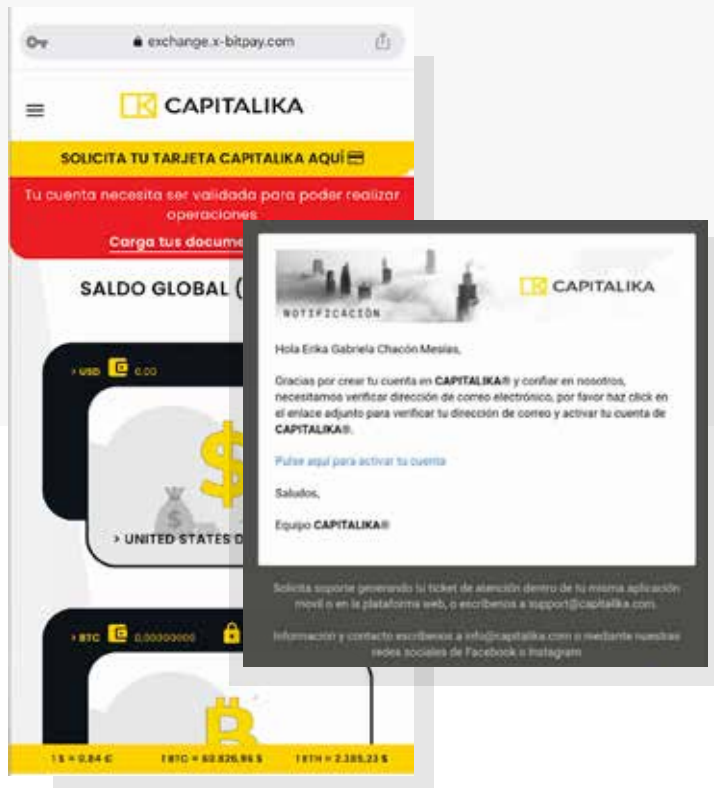 exchange.x-bitpay.com
CAPITALIKA
SOLICITA TU TARJETA CAPITALIKA AQUÍ
Tu cuenta necesita ser validada para poder realizar
operaciones
Carga tus docume
SALDO GLOBAL (
> USD 0,00
$
$
> UNITED STATES D
> BTC 0,00000000
1 $ = 0,84 €
1 BTC = 60.826,96 $
1 ETH = 2.385,23 $
NOTIFICACIÓN
CAPITALIKA
Hola Erika Gabriela Chacón Mesias,
Gracias por crear tu cuenta en CAPITALIKA® y confiar en nosotros,
necesitamos verificar dirección de correo electrónico, por favor haz click en
el enlace adjunto para verificar tu dirección de correo y activar tu cuenta de
CAPITALIKA®.
Pulse aquí para activar tu cuenta
Saludos,
Equipo CAPITALIKA®
Solicita soporte generando tu ticket de atención dentro de tu misma aplicación
movil o en la plataforma web, o escribenos a support@capitalika.com.
Información y contacto escribenos a info@capitalika.com o mediante nuestras
redes sociales de Facebook o Instagram